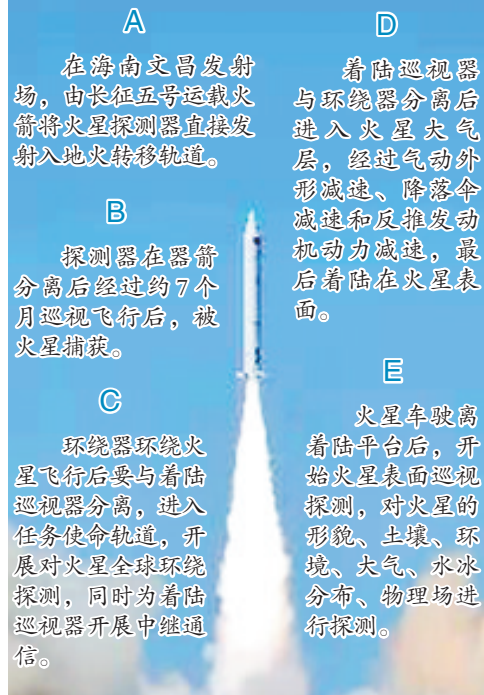 A
在海南文昌发射
场，由长征五号运载火
箭将火星探测器直接发
射入地火转移轨道。
B
探测器在器箭
分离后经过约7个
月巡视飞行后，被
火星捕获。
C
环绕器环绕火
星飞行后要与着陆
巡视器分离，进入
任务使命轨道，开
展对火星全球环绕
探测，同时为着陆
巡视器开展中继通
信。
D
着陆巡视器
与环绕器分离后
进入火星大气
层，经过气动外
形减速、降落伞
减速和反推发动
机动力减速，最
后着陆在火星表
面。
E
火星车驶离
着陆平台后，开
始火星表面巡视
探测，对火星的
形貌、土壤、环
境、大气、水冰
分布、物理场进
行探测。